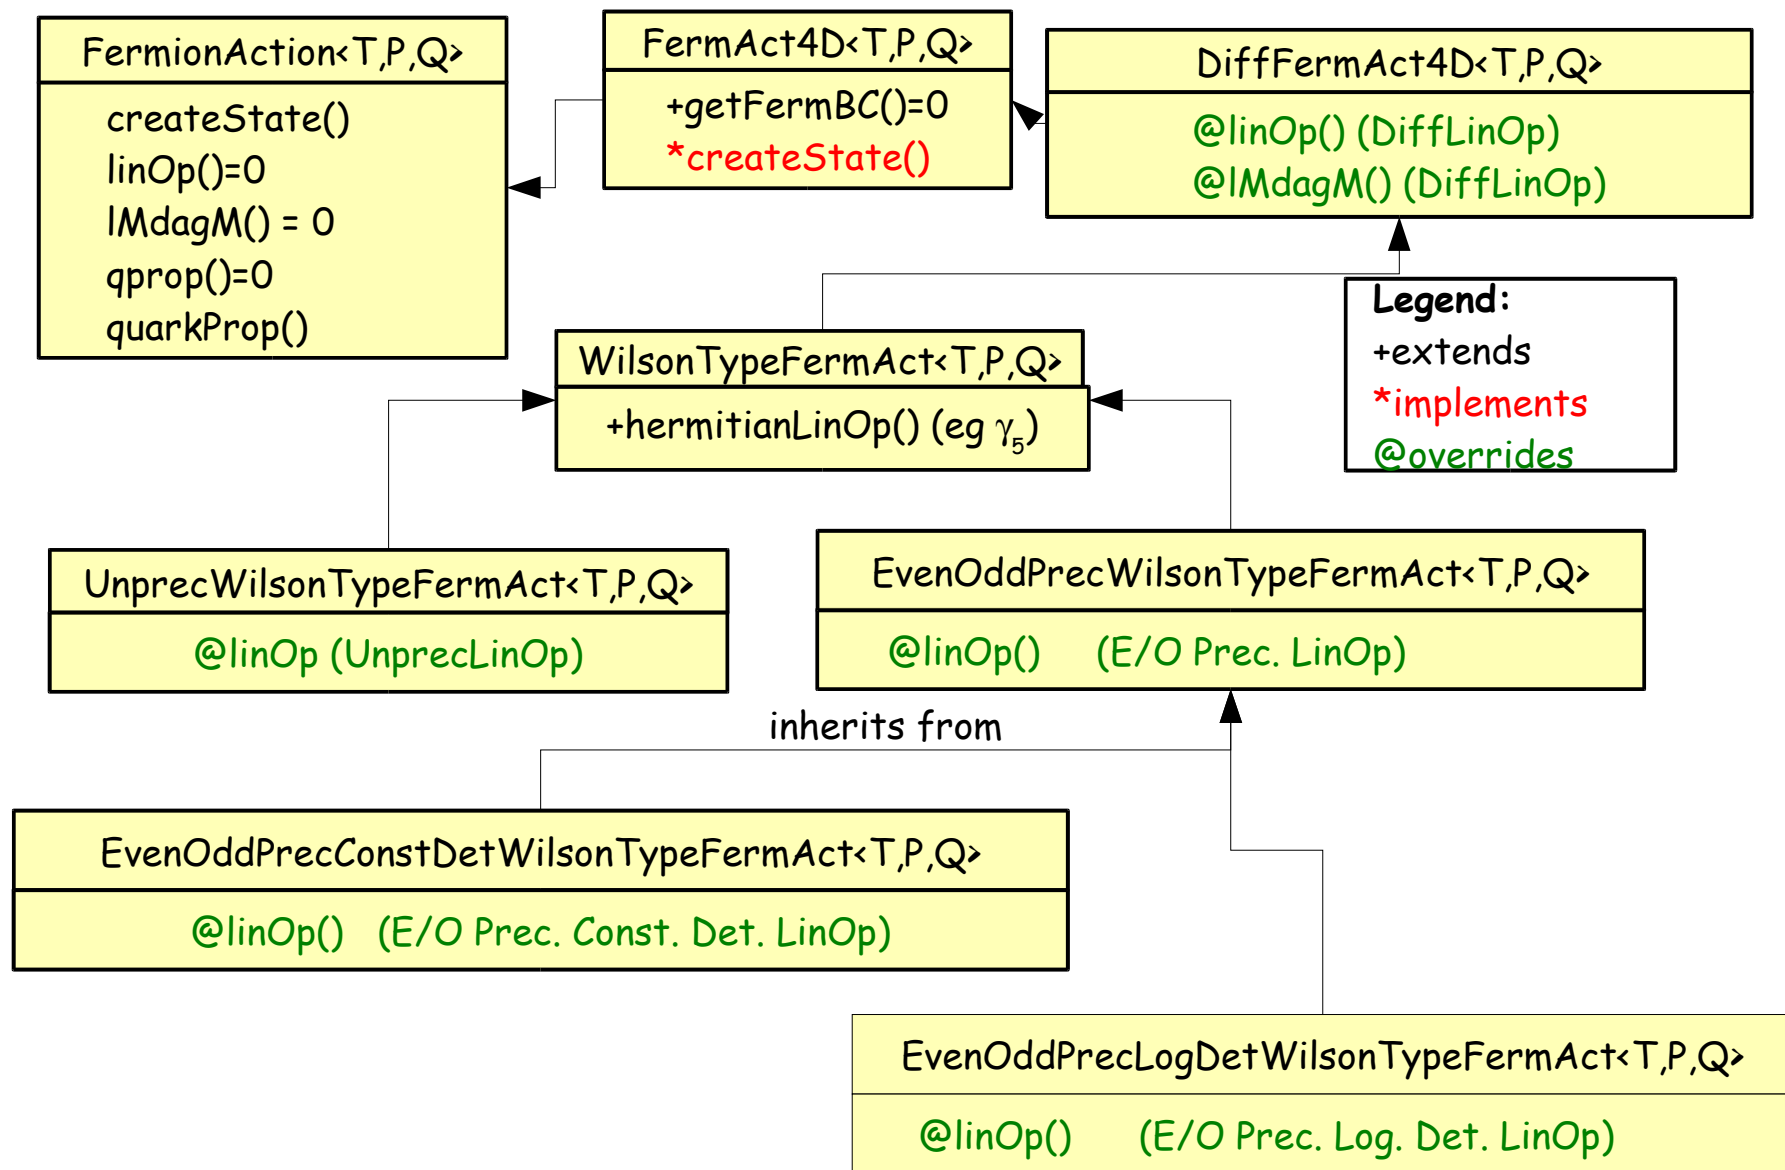 FermionAction<T,P,Q>
createState()
linOp()=0
lMdagM() = 0
qprop()=0
quarkProp()
FermAct4D<T,P,Q>
+getFermBC()=0
*createState()
DiffFermAct4D<T,P,Q>
@linOp() (DiffLinOp)
@lMdagM() (DiffLinOp)
Legend:
+extends
*implements
@overrides
WilsonTypeFermAct<T,P,Q>
+hermitianLinOp() (eg γ₅)
UnprecWilsonTypeFermAct<T,P,Q>
@linOp (UnprecLinOp)
EvenOddPrecWilsonTypeFermAct<T,P,Q>
@linOp() (E/O Prec. LinOp)
inherits from
EvenOddPrecConstDetWilsonTypeFermAct<T,P,Q>
@linOp() (E/O Prec. Const. Det. LinOp)
EvenOddPrecLogDetWilsonTypeFermAct<T,P,Q>
@linOp() (E/O Prec. Log. Det. LinOp)